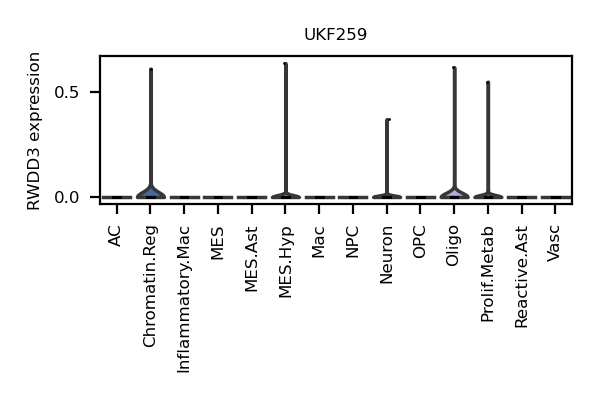 UKF259
RWDD3 expression
0.5
0.0
AC
Chromatin.Reg
Inflammatory.Mac
MES
MES.Ast
MES.Hyp
Mac
NPC
Neuron
OPC
Oligo
Prolif.Metab
Reactive.Ast
Vasc